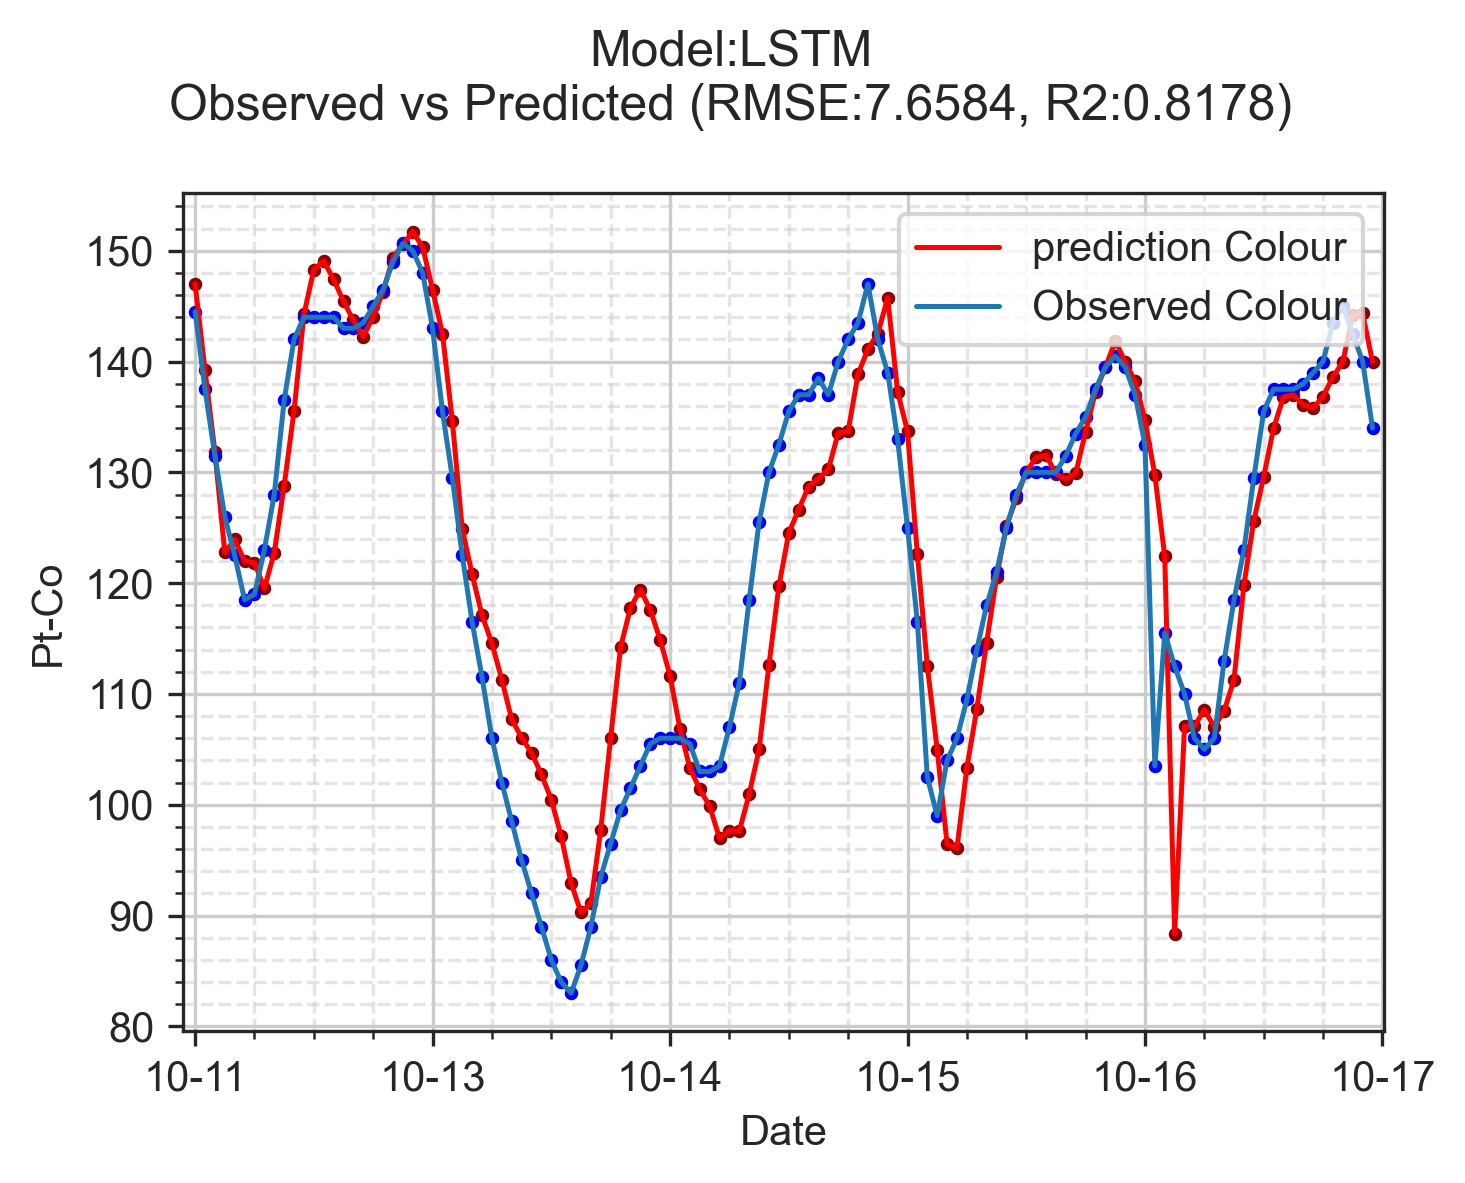 Model:LSTM
Observed vs Predicted (RMSE:7.6584, R2:0.8178)
prediction Colour
Observed Colour
150
140
130
120
110
100
90
80
Pt-Co
10-11 10-13 10-14 10-15 10-16 10-17
Date